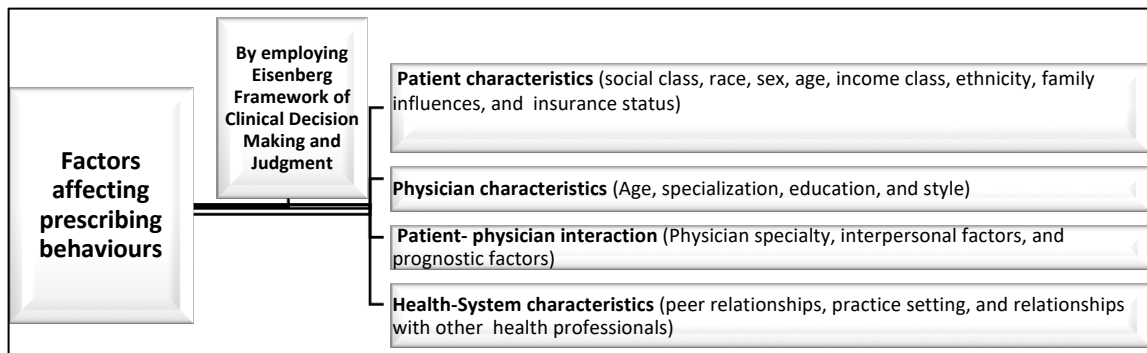 By employing
Eisenberg
Framework of
Clinical Decision
Making and
Judgment
Factors
affecting
prescribing
behaviours
Patient characteristics (social class, race, sex, age, income class, ethnicity, family
influences, and insurance status)
Physician characteristics (Age, specialization, education, and style)
Patient- physician interaction (Physician specialty, interpersonal factors, and
prognostic factors)
Health-System characteristics (peer relationships, practice setting, and relationships
with other health professionals)